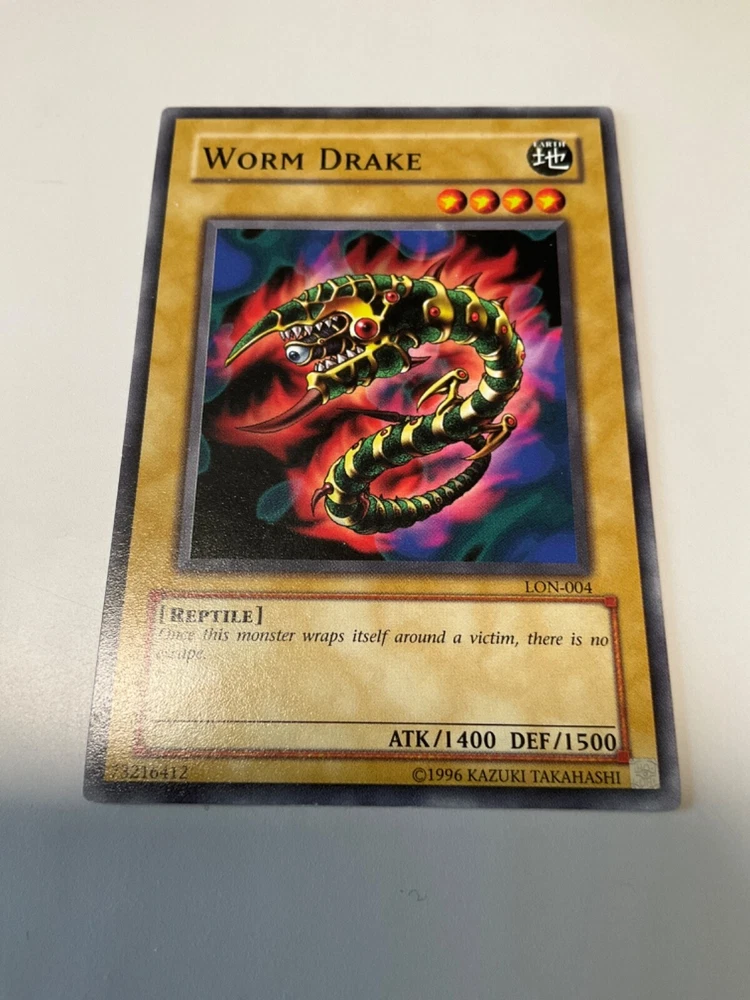 WORM DRAKE
EARTH
地
LON-004
[REPTILE]
Once this monster wraps itself around a victim, there is no
escape.
ATK/1400 DEF/1500
73216412
©1996 KAZUKI TAKAHASHI